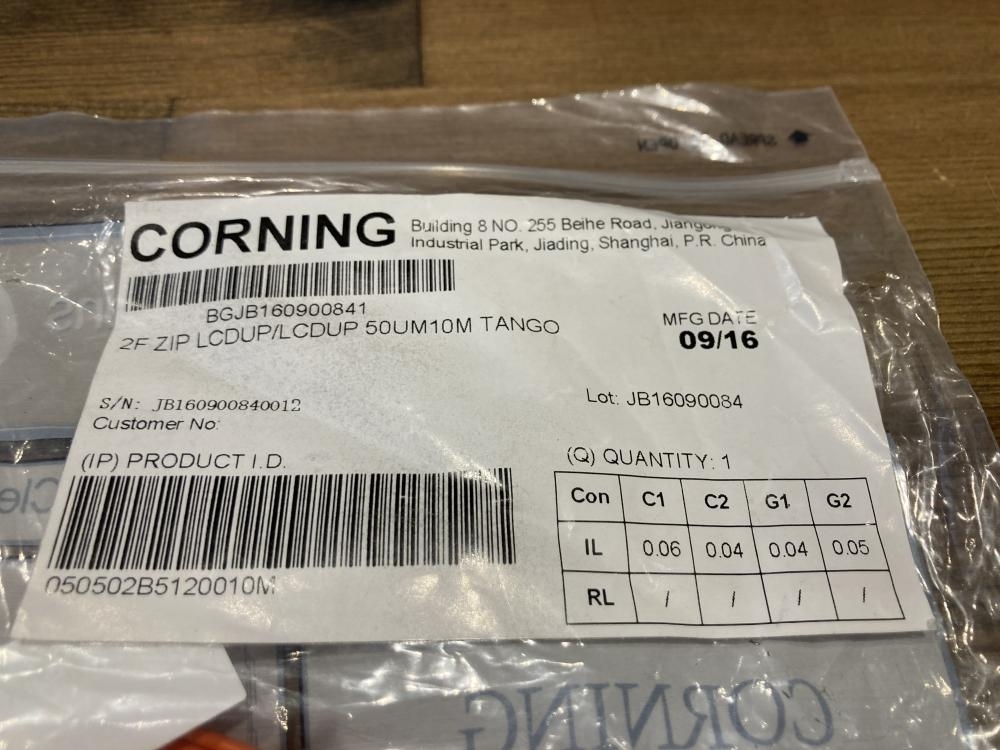 SPREAD OPEN
CORNING
Building 8 NO. 255 Beihe Road,
Industrial Park, Jiading, Shanghai, P.R. China
BGJB160900841
2F ZIP LCDUP/LCDUP 50UM10M TANGO
MFG DATE
09/16
S/N: JB160900840012
Lot: JB16090084
Customer No:
(IP) PRODUCT I.D.
(Q) QUANTITY: 1
Con C1 C2 G1 G2
IL 0.06 0.04 0.04 0.05
RL / / / /
050502B5120010M
CORNING